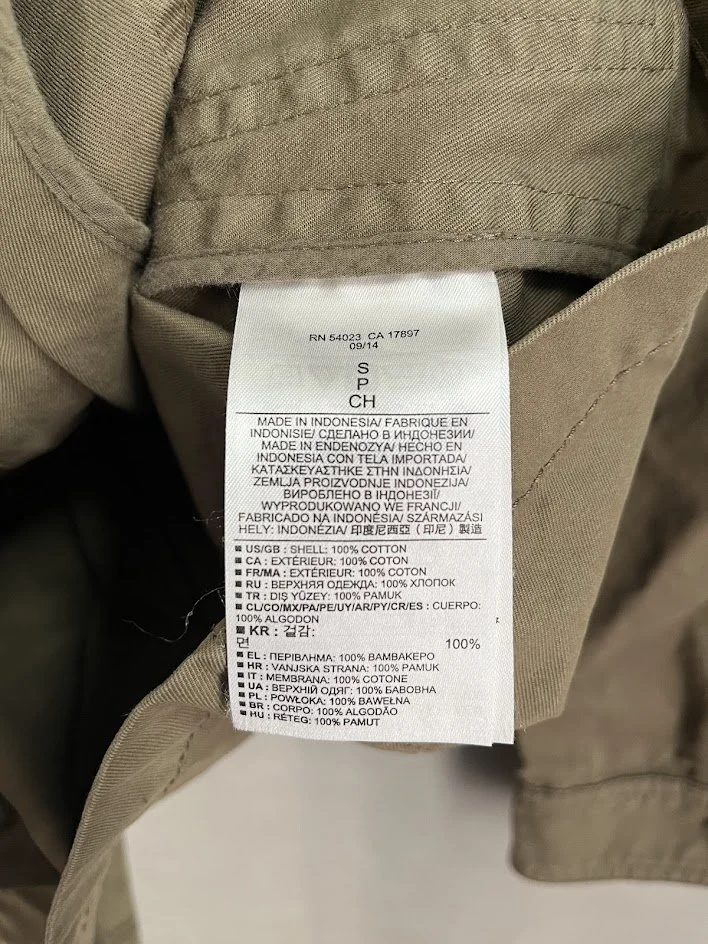 RN 54023 CA 17897
09/14
S
P
CH
MADE IN INDONESIA/ FABRIQUE EN
INDONISIE/ СДЕЛАНО В ИНДОНЕЗИИ/
MADE IN ENDENOZYA/ HECHO EN
INDONESIA CON TELA IMPORTADA/
ΚΑΤΑΣΚΕΥΑΣΤΗΚΕ ΣΤΗΝ ΙΝΔΟΝΗΣΙΑ/
ZEMLJA PROIZVODNJE INDONEZIJA/
ВИРОБЛЕНО В ІНДОНЕЗІЇ/
WYPRODUKOWANO WE FRANCJI/
FABRICADO NA INDONÉSIA/ SZÁRMAZÁSI
HELY: INDONÉZIA/ 印度尼西亞（印尼）製造
US/GB : SHELL: 100% COTTON
CA : EXTÉRIEUR: 100% COTON
FR/MA : EXTÉRIEUR: 100% COTON
RU : ВЕРХНЯЯ ОДЕЖДА: 100% ХЛОПОК
TR : DIŞ YÜZEY: 100% PAMUK
CL/CO/MX/PA/PE/UY/AR/PY/CR/ES : CUERPO:
100% ALGODON
KR : 겉감:
면 100%
EL : ΠΕΡΙΒΛΗΜΑ: 100% ΒΑΜΒΑΚΕΡΟ
HR : VANJSKA STRANA: 100% PAMUK
IT : MEMBRANA: 100% COTONE
UA : ВЕРХНІЙ ОДЯГ: 100% БАВОВНА
PL : POWŁOKA: 100% BAWEŁNA
BR : CORPO: 100% ALGODÃO
HU : RÉTEG: 100% PAMUT